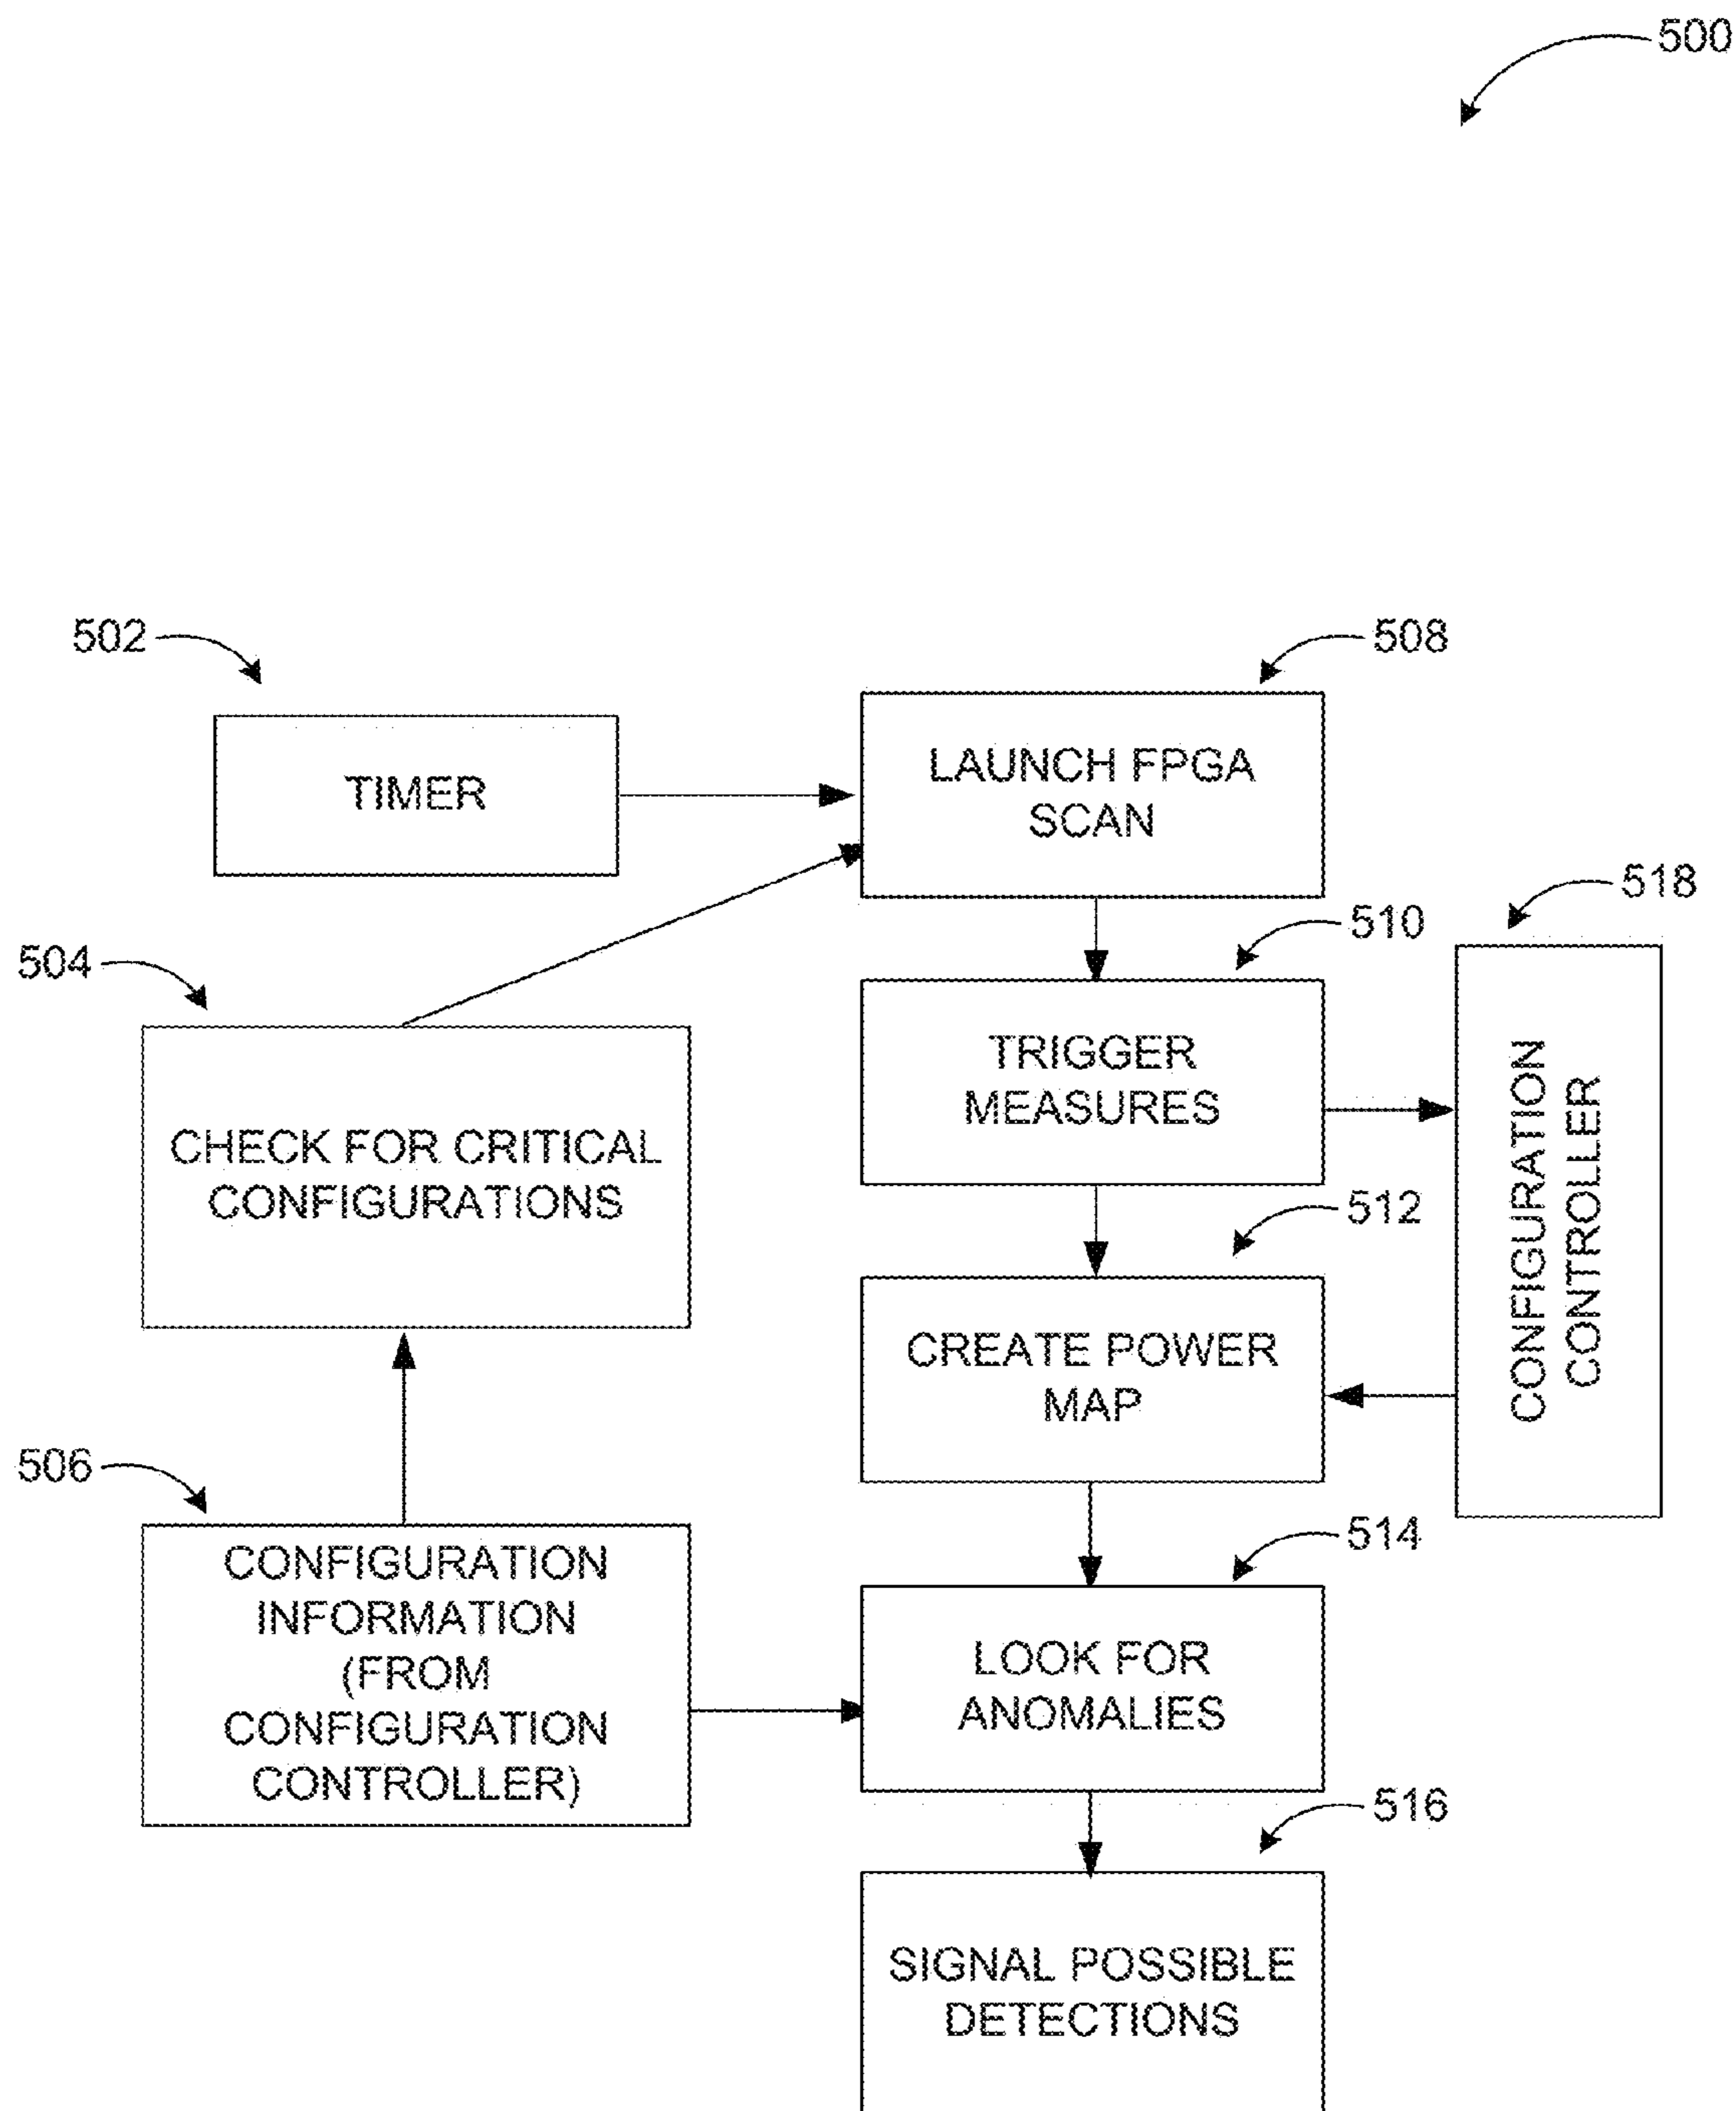 500
502
TIMER
508
LAUNCH FPGA
SCAN
504
CHECK FOR CRITICAL
CONFIGURATIONS
510
TRIGGER
MEASURES
518
CONFIGURATION
CONTROLLER
512
CREATE POWER
MAP
506
CONFIGURATION
INFORMATION
(FROM
CONFIGURATION
CONTROLLER)
514
LOOK FOR
ANOMALIES
516
SIGNAL POSSIBLE
DETECTIONS